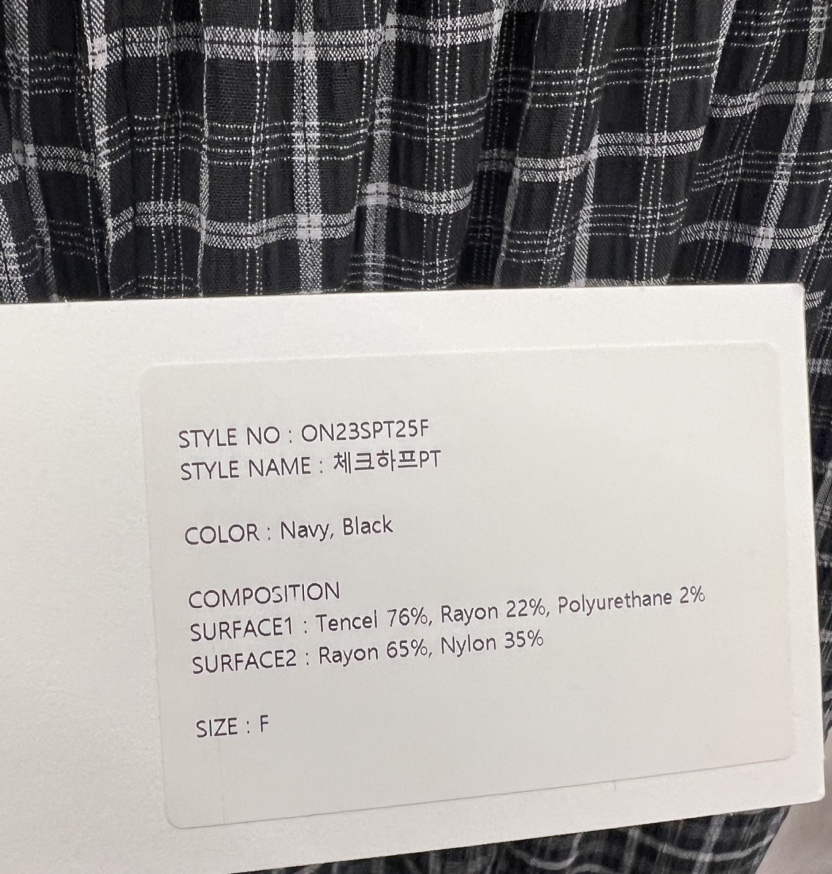 STYLE NO : ON23SPT25F
STYLE NAME : 체크하프PT
COLOR : Navy, Black
COMPOSITION
SURFACE1 : Tencel 76%, Rayon 22%, Polyurethane 2%
SURFACE2 : Rayon 65%, Nylon 35%
SIZE : F